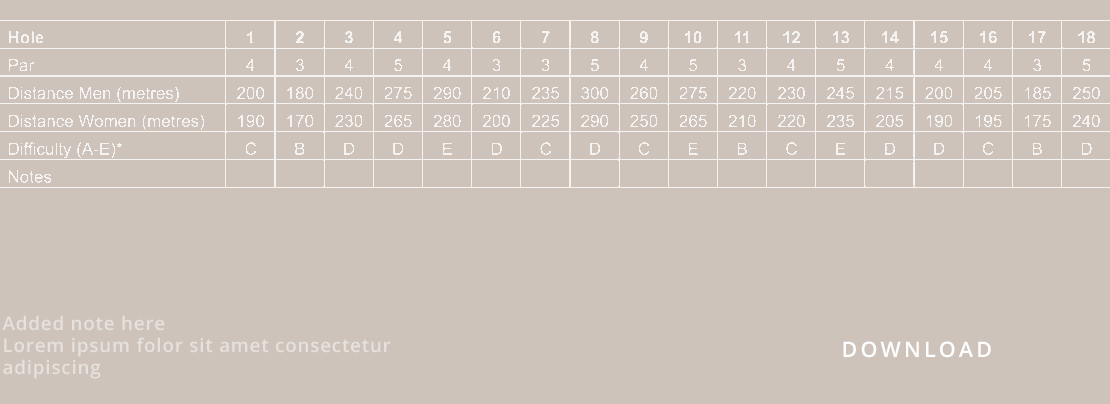 Hole 1 2 3 4 5 6 7 8 9 10 11 12 13 14 15 16 17 18
Par 4 3 4 5 4 3 3 5 4 5 3 4 5 4 4 4 3 5
Distance Men (metres) 200 180 240 275 290 210 235 300 260 275 220 230 245 215 200 205 185 250
Distance Women (metres) 190 170 230 265 280 200 225 290 250 265 210 220 235 205 190 195 175 240
Difficulty (A-E)* C B D D E D C D C E B C E D D C B D
Notes
Added note here
Lorem ipsum folor sit amet consectetur
adipiscing
DOWNLOAD